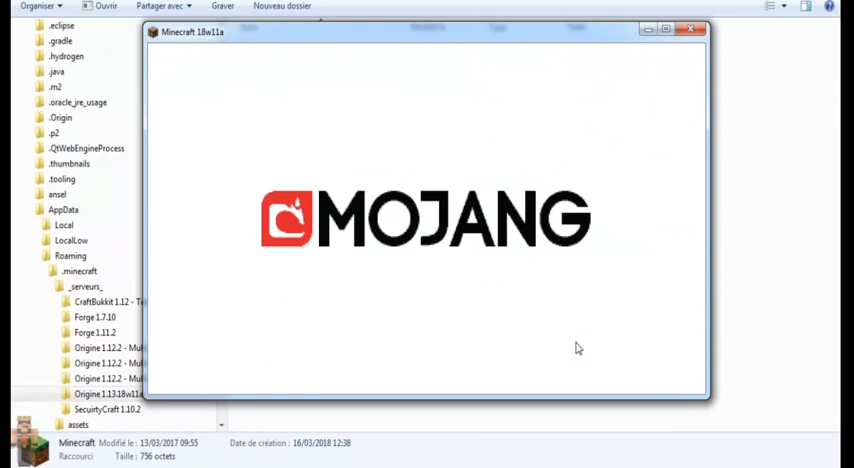 Organiser Ouvrir Partager avec Graver Nouveau dossier
.eclipse
.gradle
.hydrogen
.java
.m2
.oracle_jre_usage
.Origin
.p2
.QtWebEngineProcess
.thumbnails
.tooling
ansel
AppData
Local
LocalLow
Roaming
.minecraft
_serveurs_
CraftBukkit 1.12 - Te
Forge 1.7.10
Forge 1.11.2
Origine 1.12.2 - Mul
Origine 1.12.2 - Mul
Origine 1.12.2 - Mul
Origine 1.13.18w11a
SecuirtyCraft 1.10.2
assets
Minecraft 18w11a
MOJANG
Minecraft Modifié le : 13/03/2017 09:55 Date de création : 16/03/2018 12:38
Raccourci Taille : 756 octets